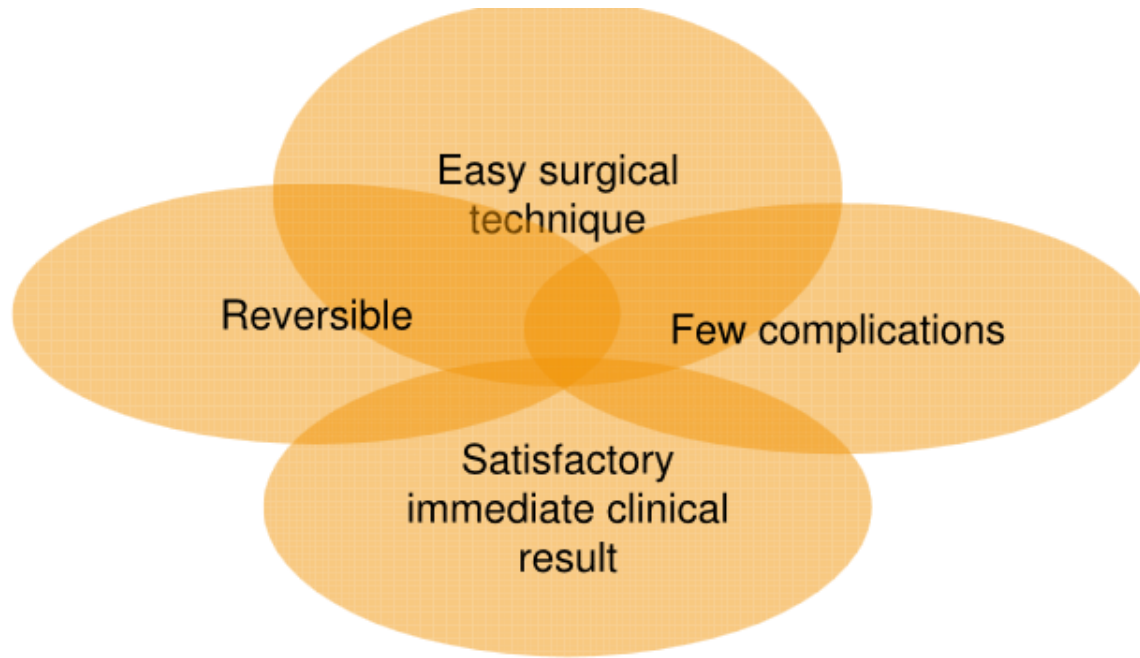 Easy surgical
technique
Reversible
Few complications
Satisfactory
immediate clinical
result